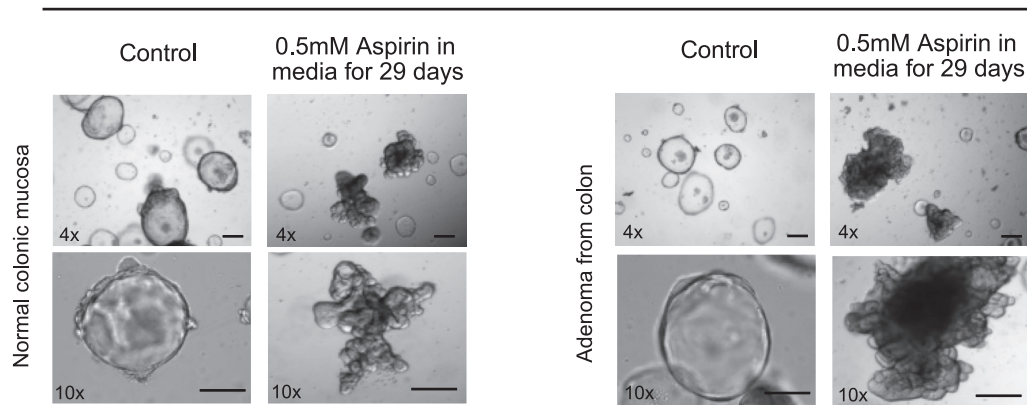 Control
0.5mM Aspirin in
media for 29 days
Control
0.5mM Aspirin in
media for 29 days
Normal colonic mucosa
4x
4x
10x
10x
Adenoma from colon
4x
4x
10x
10x